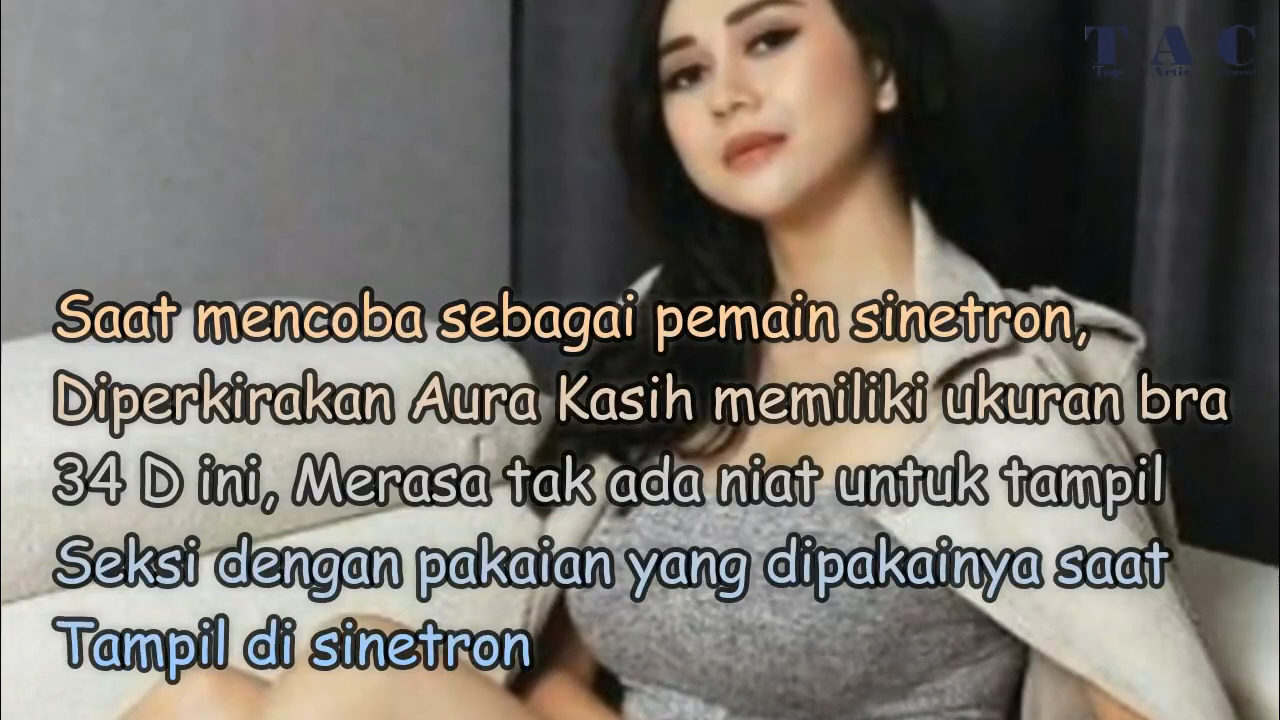 T A C
Saat mencoba sebagai pemain sinetron,
Diperkirakan Aura Kasih memiliki ukuran bra
34 D ini, Merasa tak ada niat untuk tampil
Seksi dengan pakaian yang dipakainya saat
Tampil di sinetron